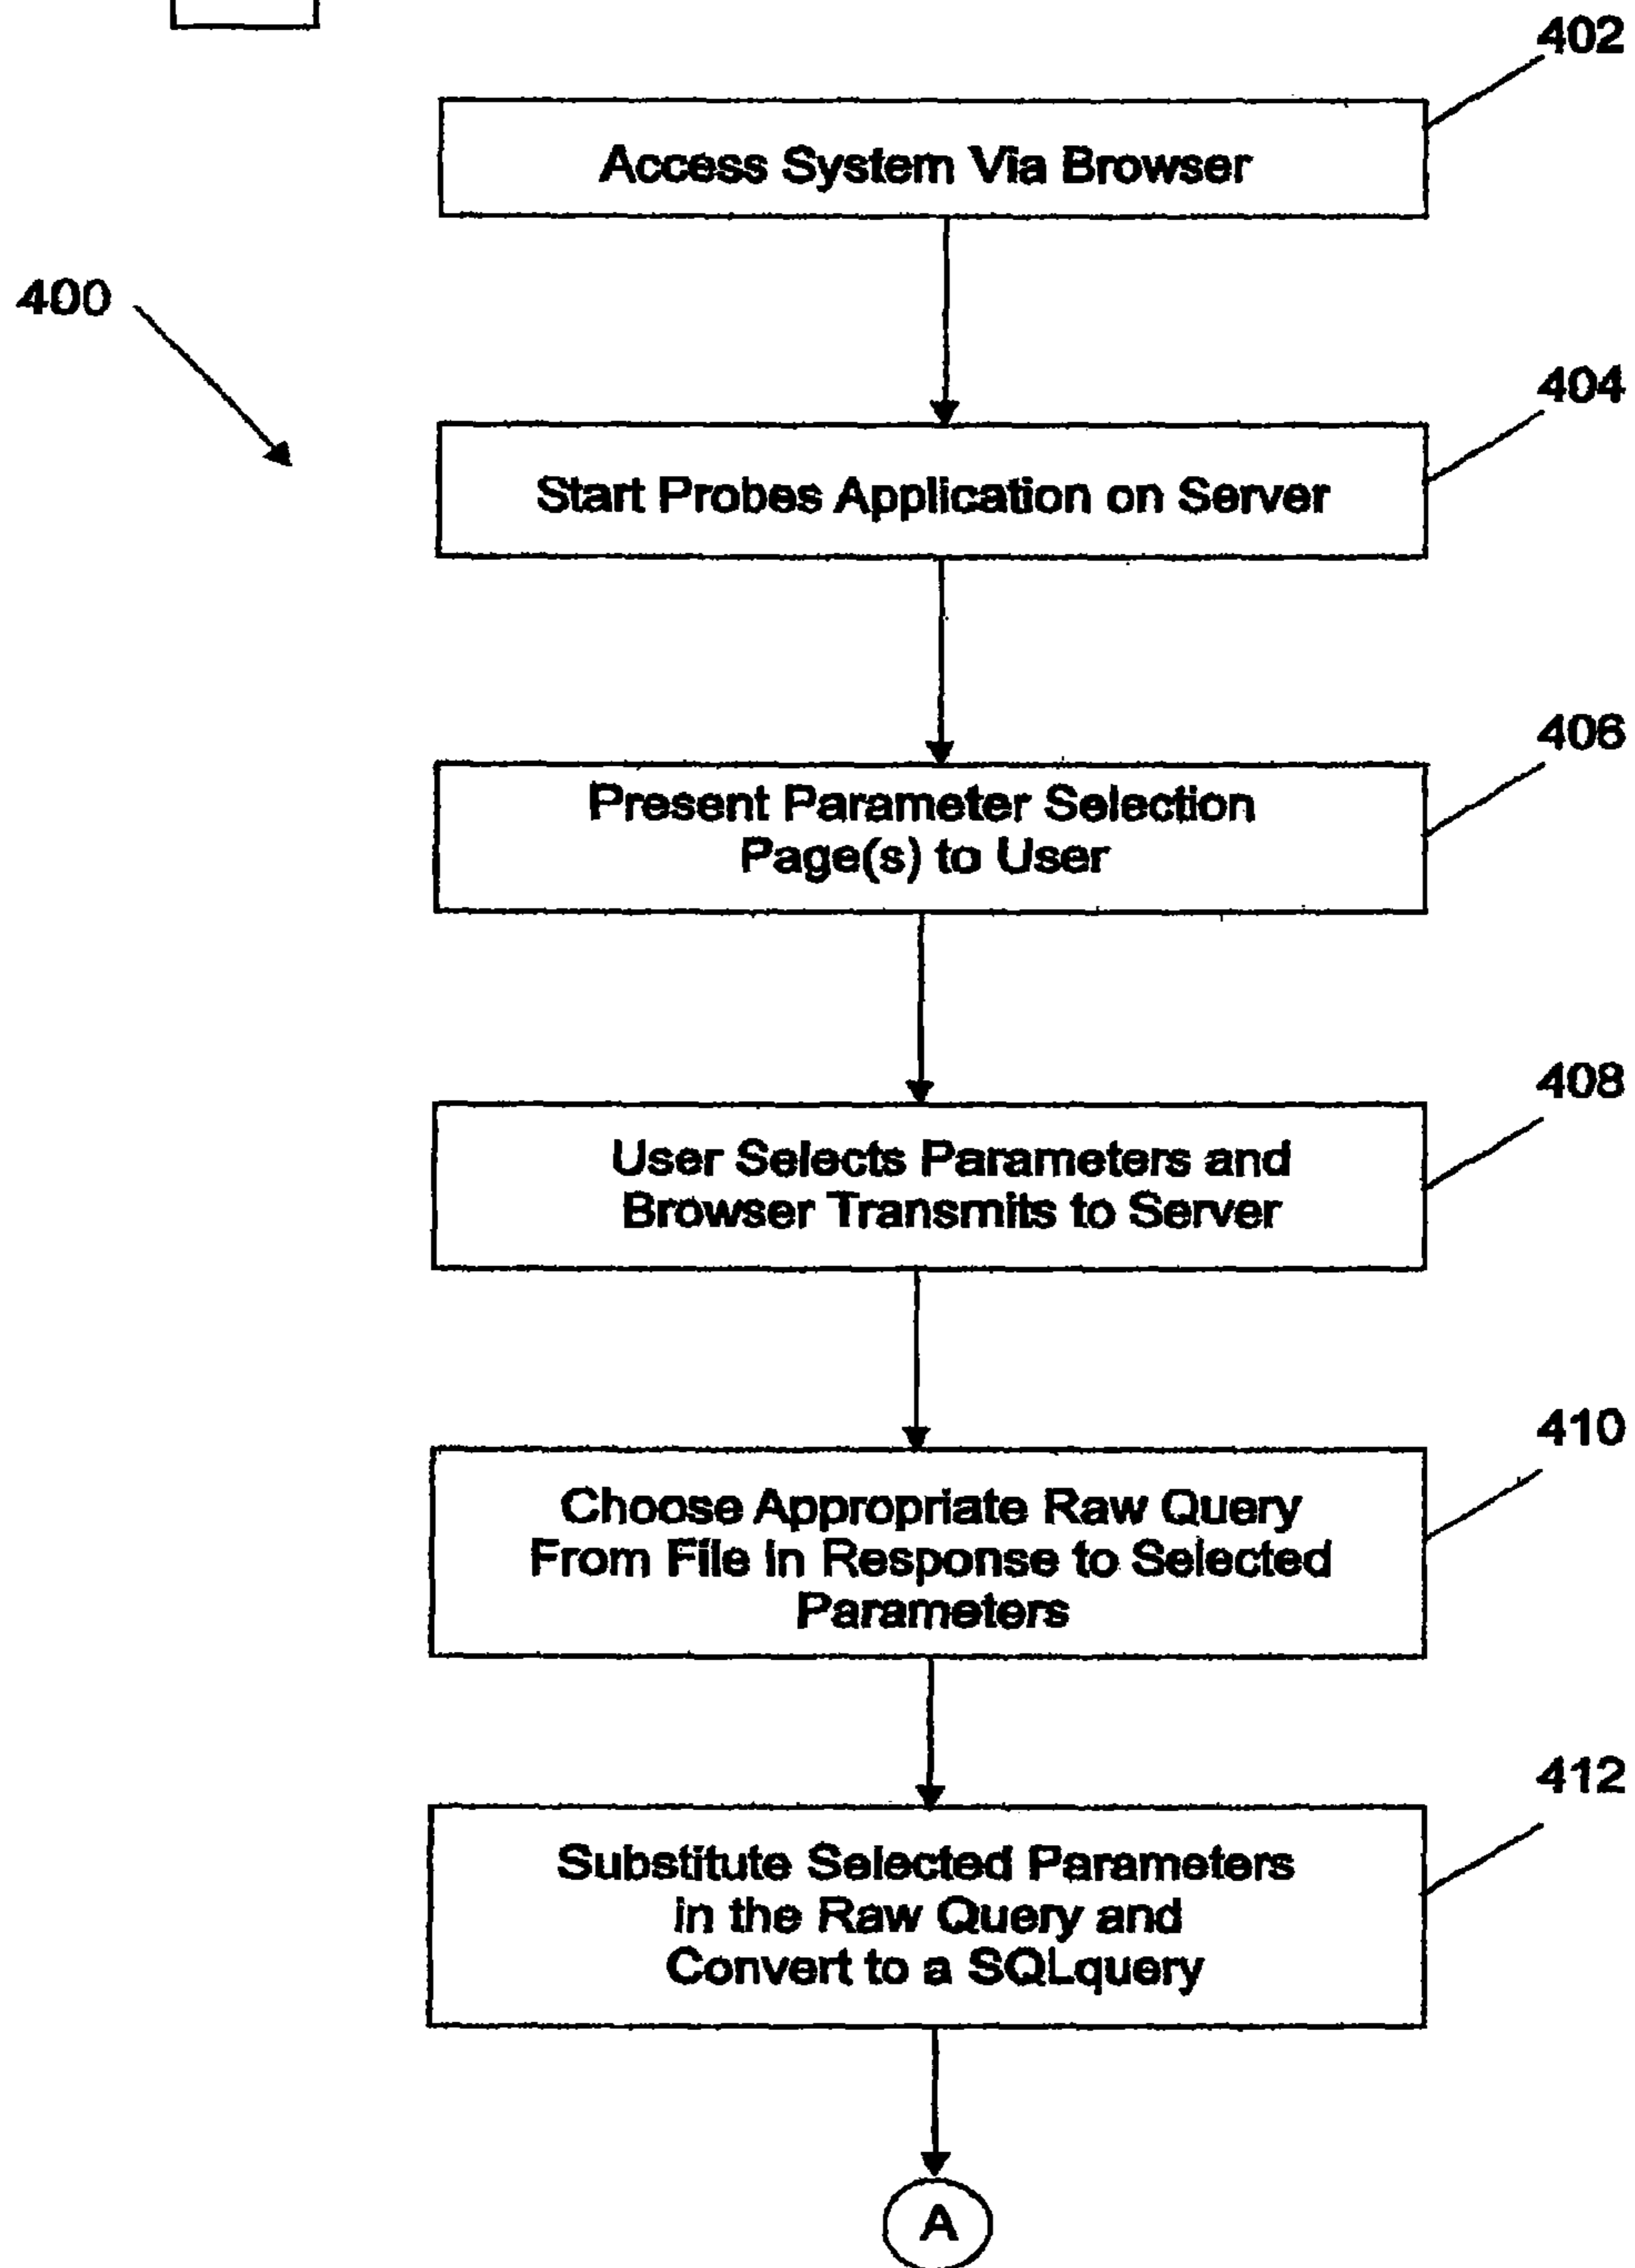 402
Access System Via Browser
400
404
Start Probes Application on Server
406
Present Parameter Selection
Page(s) to User
408
User Selects Parameters and
Browser Transmits to Server
410
Choose Appropriate Raw Query
From File in Response to Selected
Parameters
412
Substitute Selected Parameters
in the Raw Query and
Convert to a SQLquery
A